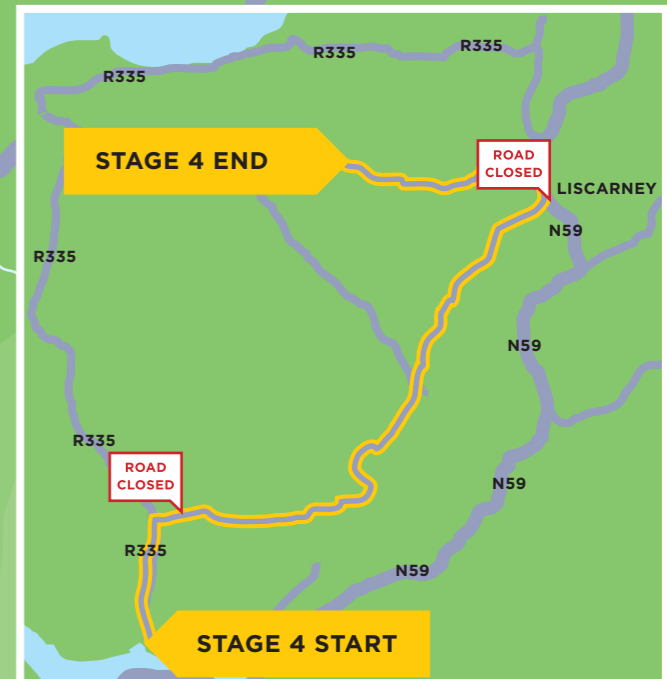 R335
R335
R335
STAGE 4 END
ROAD
CLOSED
LISCARNEY
N59
R335
N59
R335
ROAD
CLOSED
N59
R335
N59
STAGE 4 START